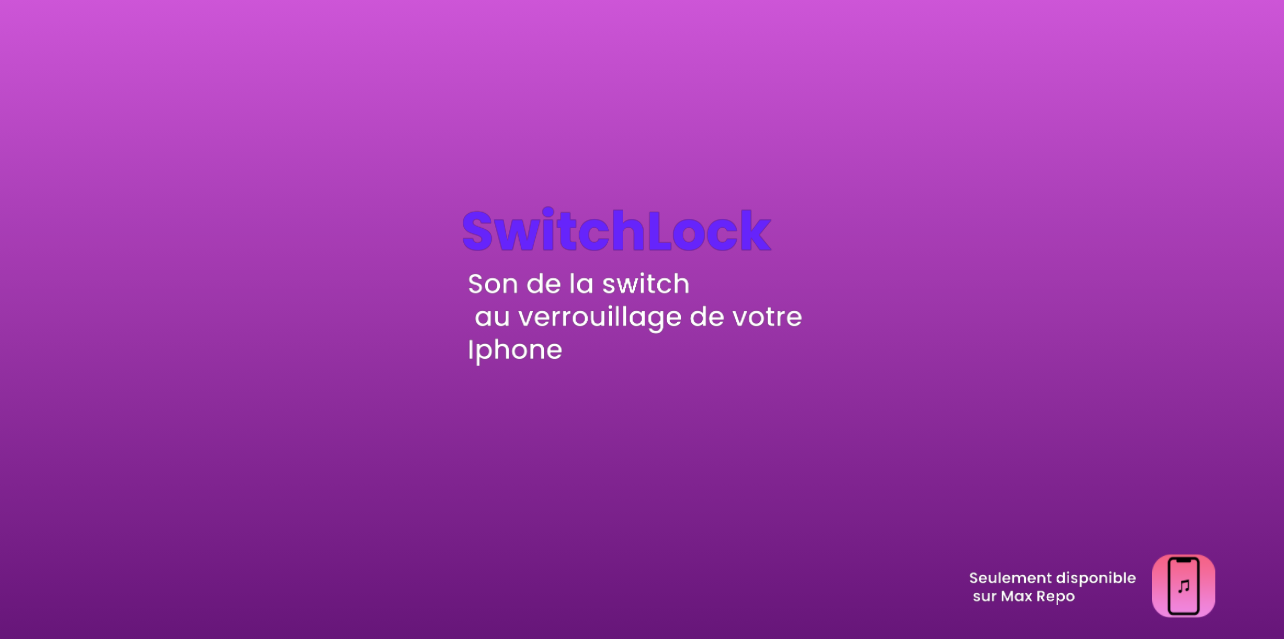 SwitchLock
Son de la switch
au verrouillage de votre
Iphone
Seulement disponible
sur Max Repo